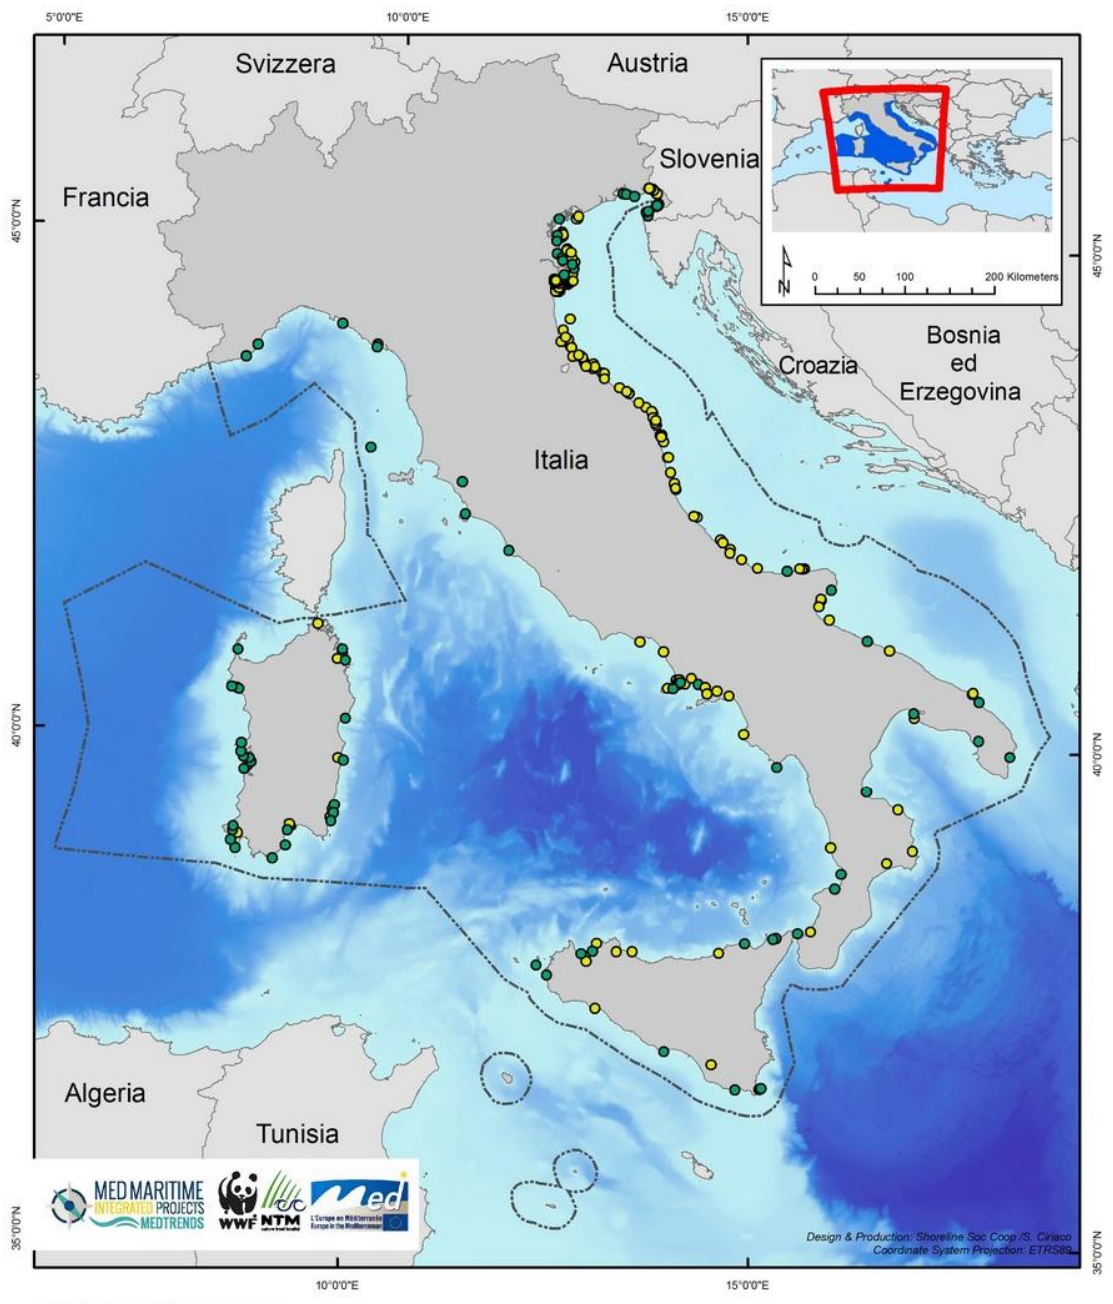 5°0'0"E
10°0'0"E
15°0'0"E
Svizzera
Austria
Slovenia
Francia
45°0'0"N
45°0'0"N
0
50
100
200 Kilometers
N
Bosnia
ed
Erzegovina
Croazia
Italia
40°0'0"N
40°0'0"N
Algeria
Tunisia
MED MARITIME
INTEGRATED PROJECTS
MEDTRENDS
WWF
NTM
Med
L'Europe en Méditerranée
Europe in the Mediterranean
Design & Production: Shoreline Soc Coop /S. Ciriaco
Coordinate System Projection: ETRS89
35°0'0"N
35°0'0"N
10°0'0"E
15°0'0"E